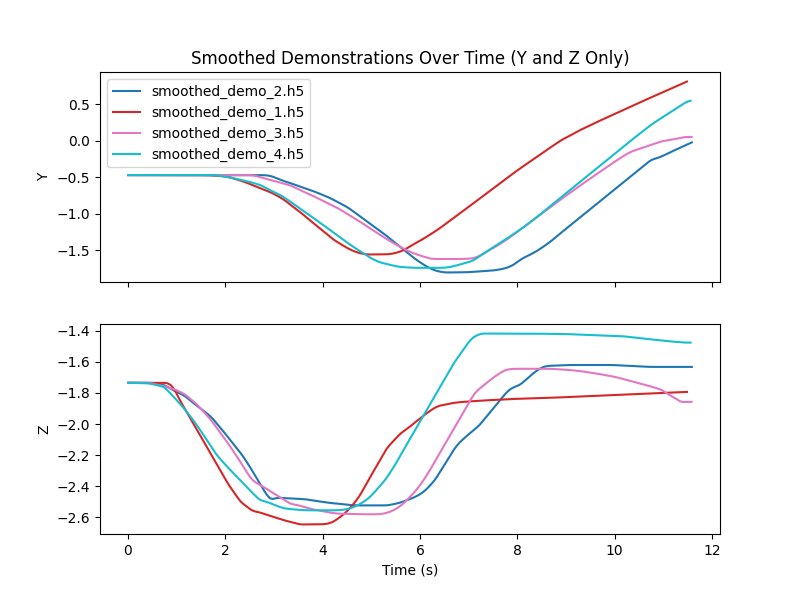 Smoothed Demonstrations Over Time (Y and Z Only)
smoothed_demo_2.h5
smoothed_demo_1.h5
smoothed_demo_3.h5
smoothed_demo_4.h5
0.5
0.0
−0.5
−1.0
−1.5
Y
−1.4
−1.6
−1.8
−2.0
−2.2
−2.4
−2.6
Z
0 2 4 6 8 10 12
Time (s)